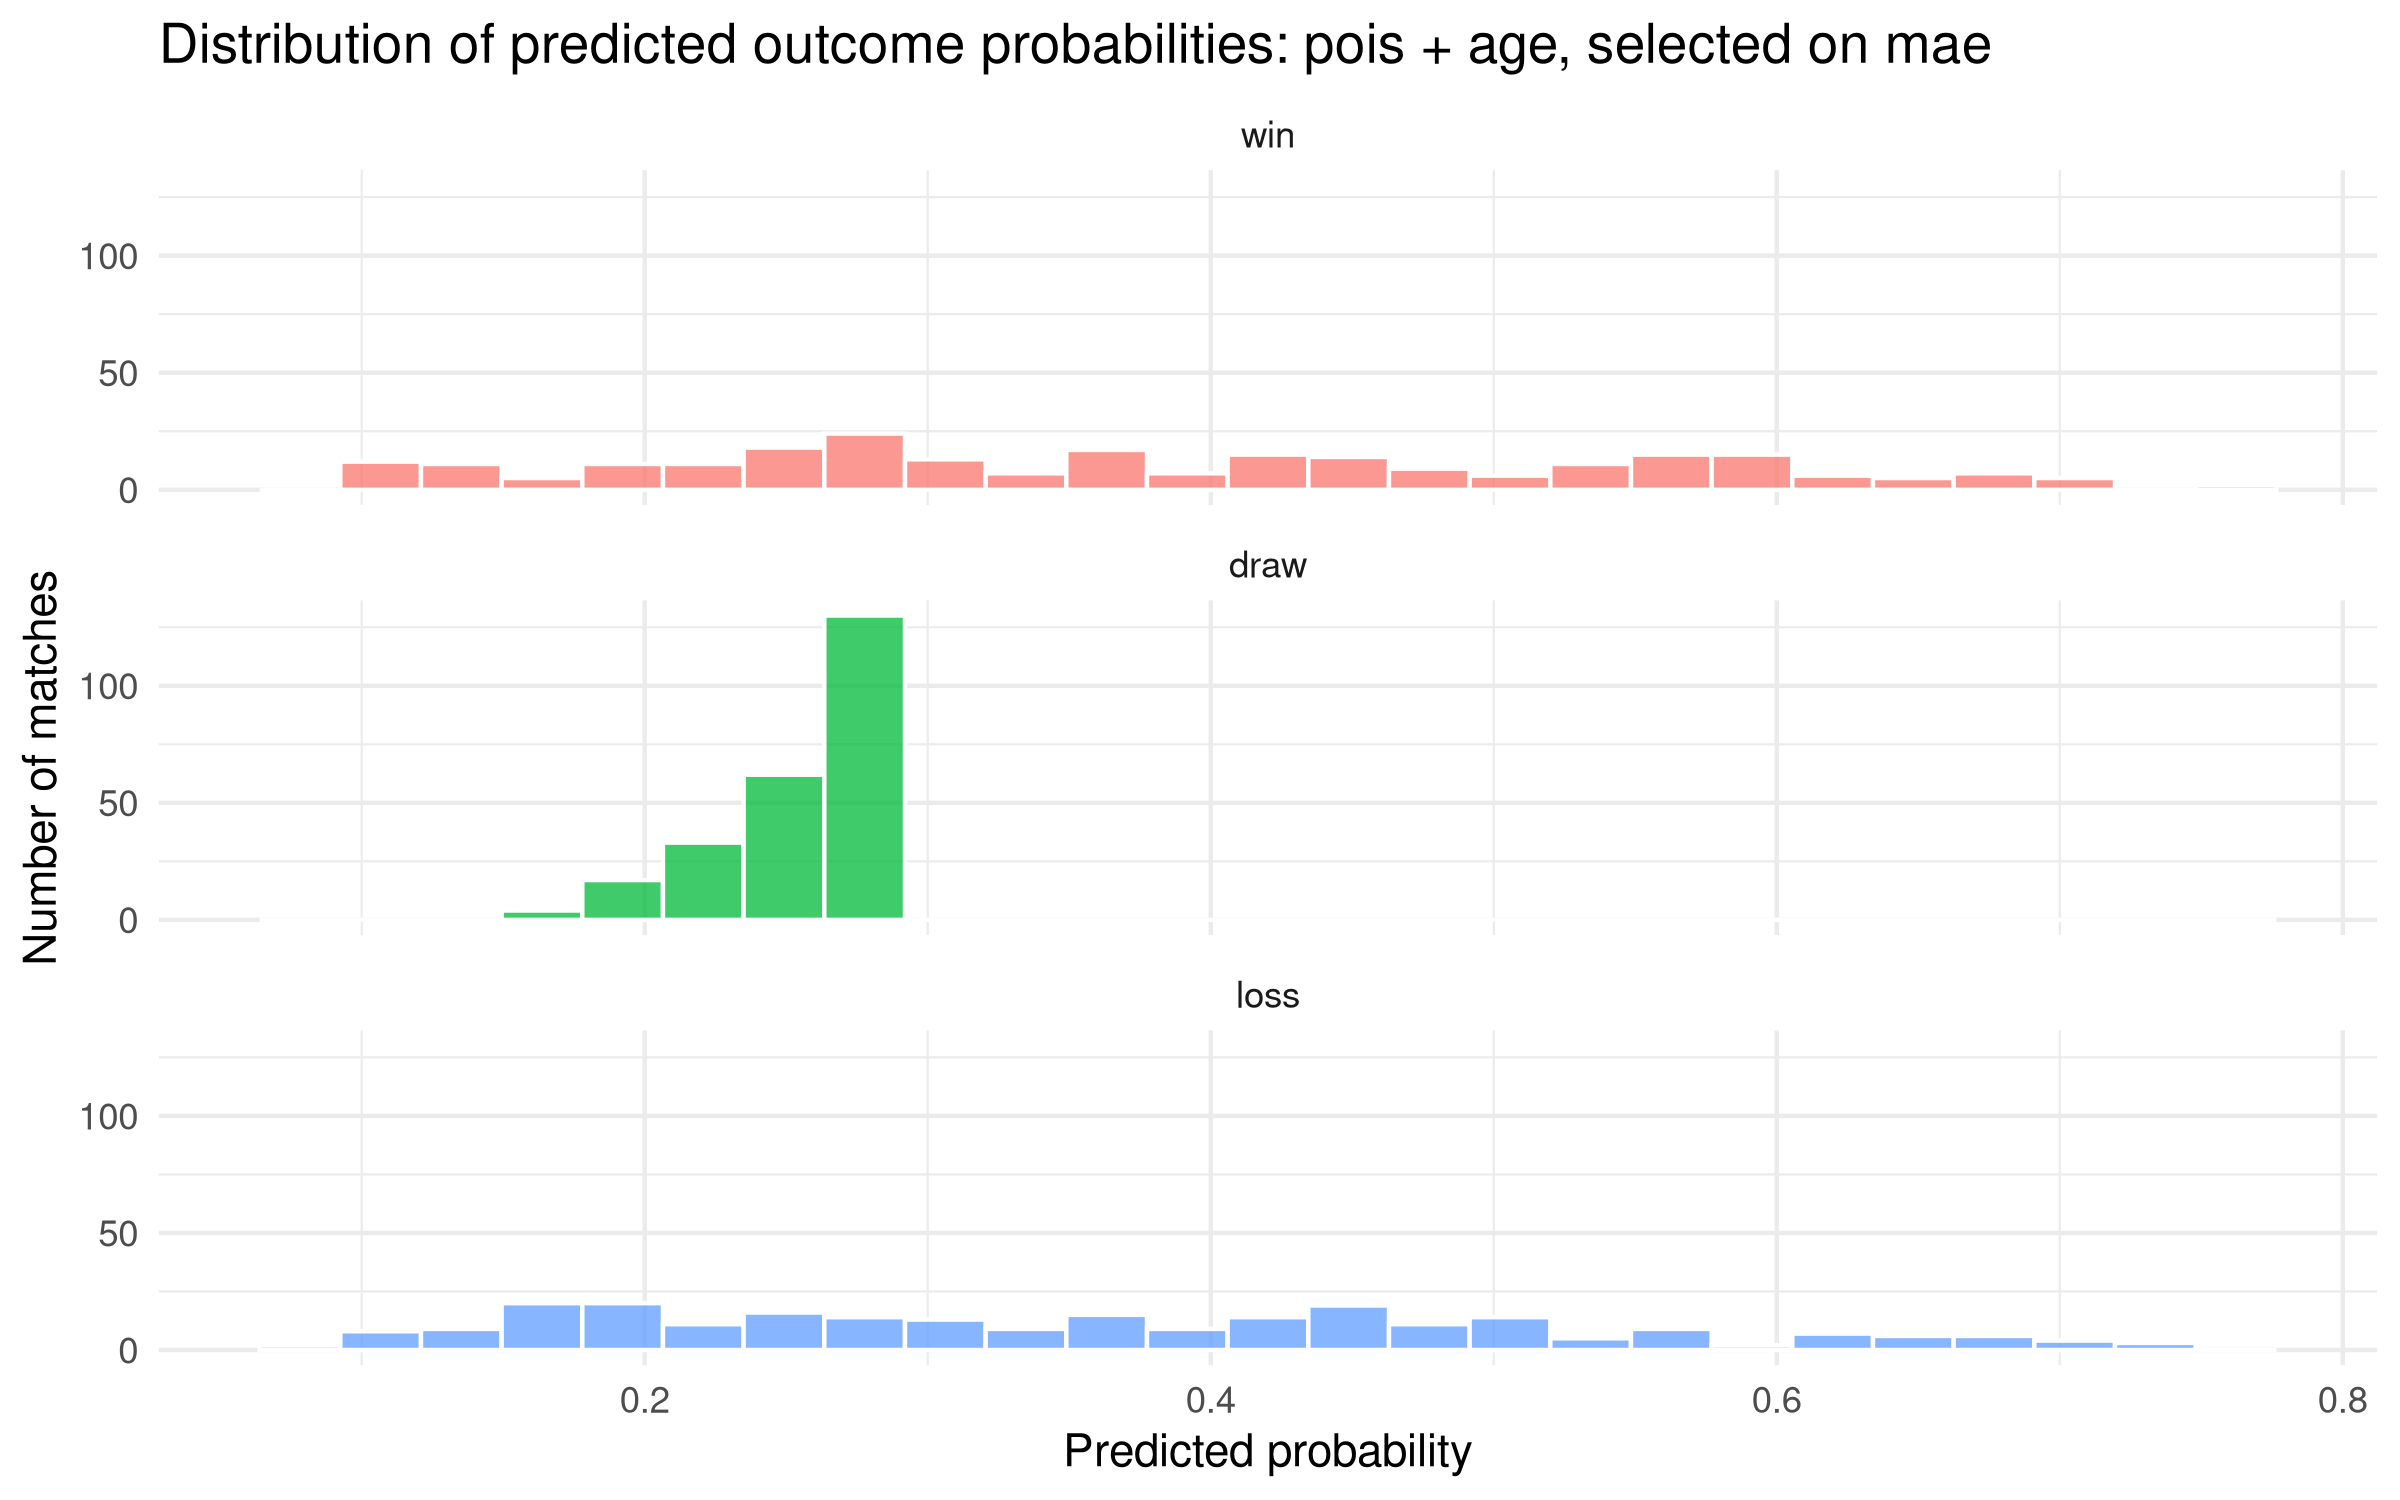 Distribution of predicted outcome probabilities: pois + age, selected on mae
win
100
50
0
draw
100
50
0
loss
100
50
0
Number of matches
0.2 0.4 0.6 0.8
Predicted probability